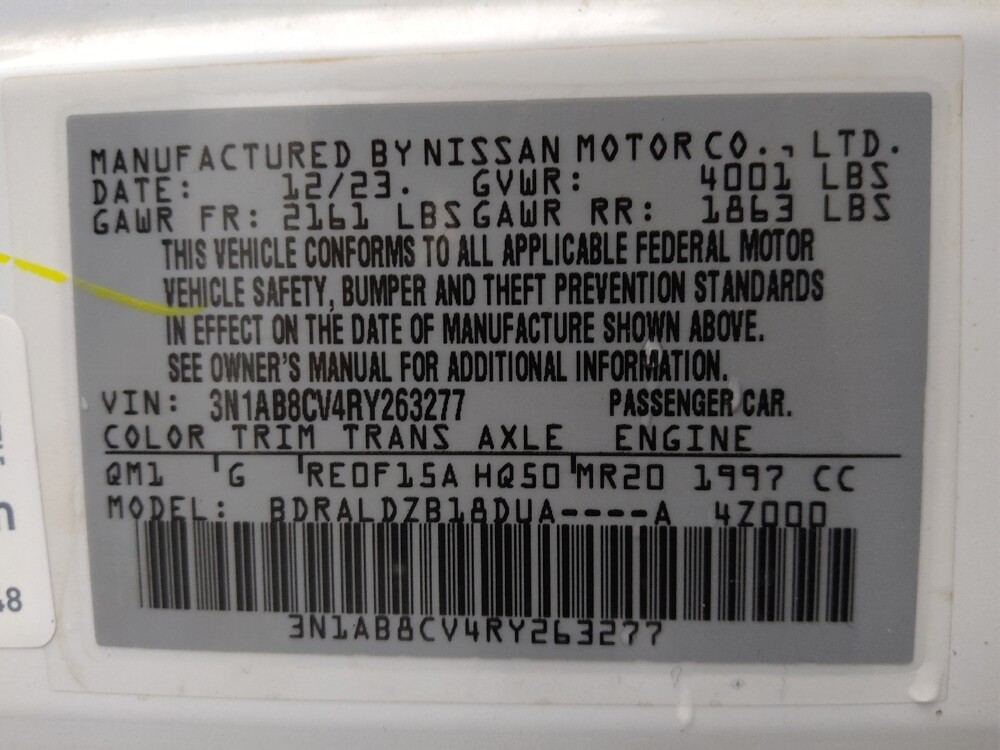 MANUFACTURED BY NISSAN MOTOR CO., LTD.
DATE: 12/23. GVWR: 4001 LBS
GAWR FR: 2161 LBS GAWR RR: 1863 LBS
THIS VEHICLE CONFORMS TO ALL APPLICABLE FEDERAL MOTOR
VEHICLE SAFETY, BUMPER AND THEFT PREVENTION STANDARDS
IN EFFECT ON THE DATE OF MANUFACTURE SHOWN ABOVE.
SEE OWNER'S MANUAL FOR ADDITIONAL INFORMATION.
VIN: 3N1AB8CV4RY263277 PASSENGER CAR.
COLOR TRIM TRANS AXLE ENGINE
QM1 G RE0F15A HQ50 MR20 1997 CC
MODEL: BDRALDZB18DUA----A 4Z000
3N1AB8CV4RY263277